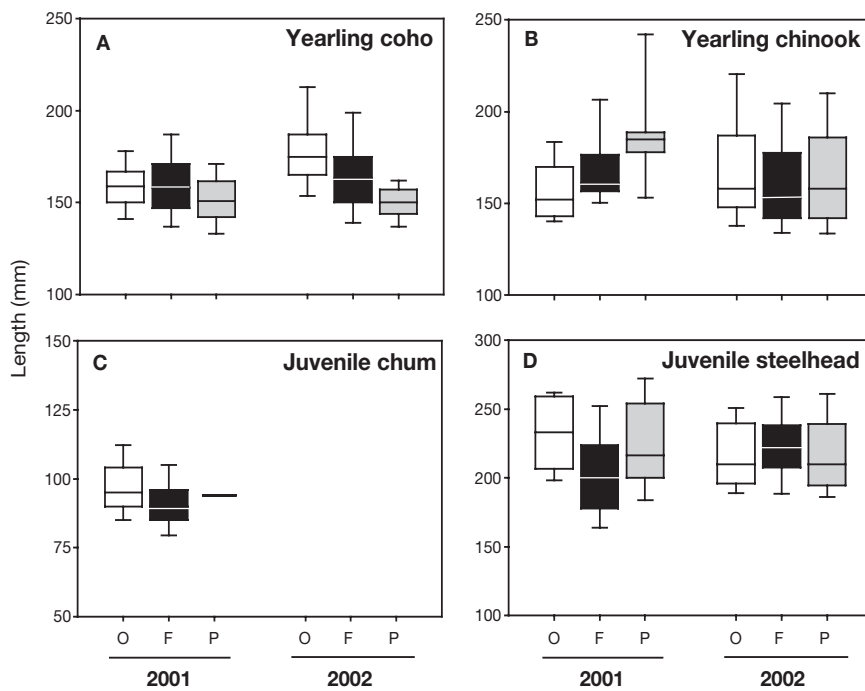 A Yearling coho
250
200
150
100
B Yearling chinook
250
200
150
100
Length (mm)
C Juvenile chum
150
125
100
75
50
O F P O F P
2001 2002
D Juvenile steelhead
300
250
200
150
100
O F P O F P
2001 2002